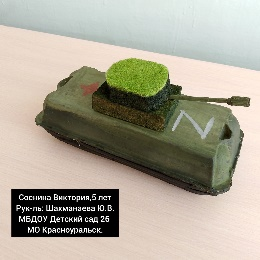 Z
Соснина Виктория,5 лет
Рук-ль: Шахманаева Ю.В.
МБДОУ Детский сад 26
МО Красноуральск.